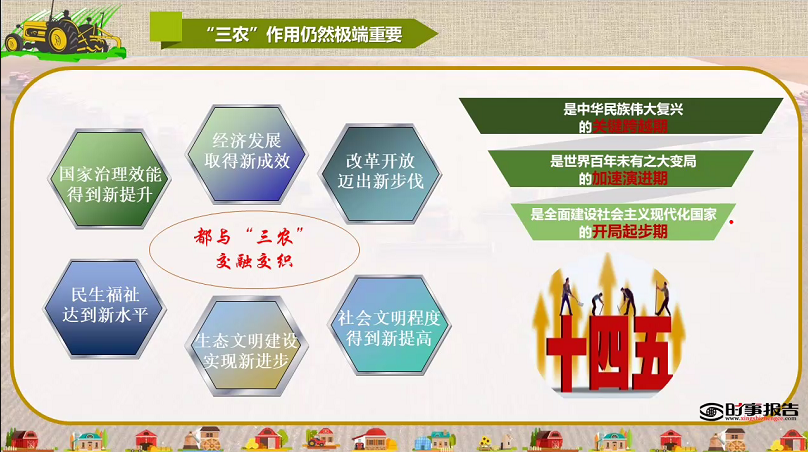 “三农”作用仍然极端重要
国家治理效能
得到新提升
经济发展
取得新成效
改革开放
迈出新步伐
都与“三农”
交融交织
民生福祉
达到新水平
生态文明建设
实现新进步
社会文明程度
得到新提高
是中华民族伟大复兴
的关键跨越期
是世界百年未有之大变局
的加速演进期
是全面建设社会主义现代化国家
的开局起步期
十四五
时事报告